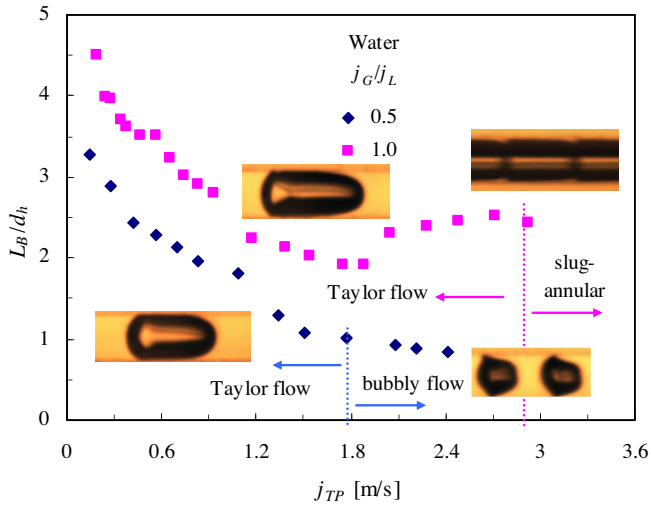 5
4
3
2
1
0
L_B/d_h
Water
j_G/j_L
0.5
1.0
Taylor flow
slug-
annular
Taylor flow
bubbly flow
0
0.6
1.2
1.8
2.4
3
3.6
j_TP [m/s]